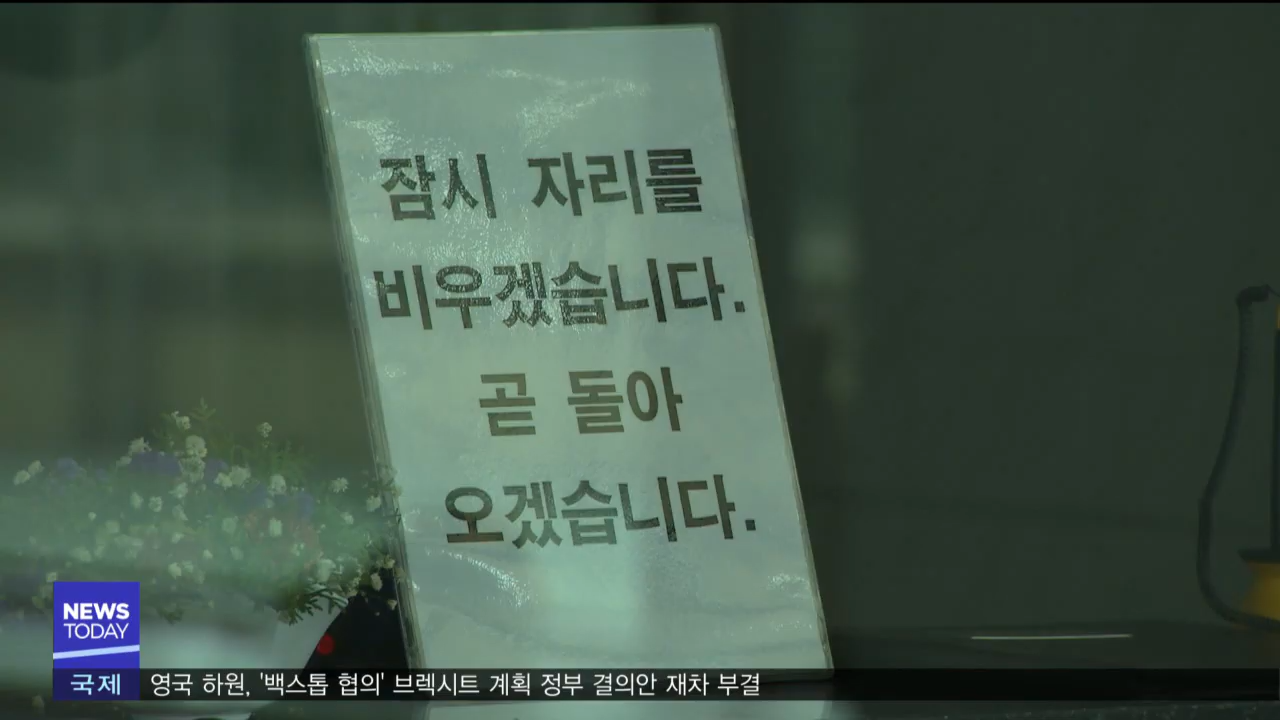 잠시 자리를
비우겠습니다.
곧 돌아
오겠습니다.
NEWS
TODAY
국제 영국 하원, '백스톱 협의' 브렉시트 계획 정부 결의안 재차 부결